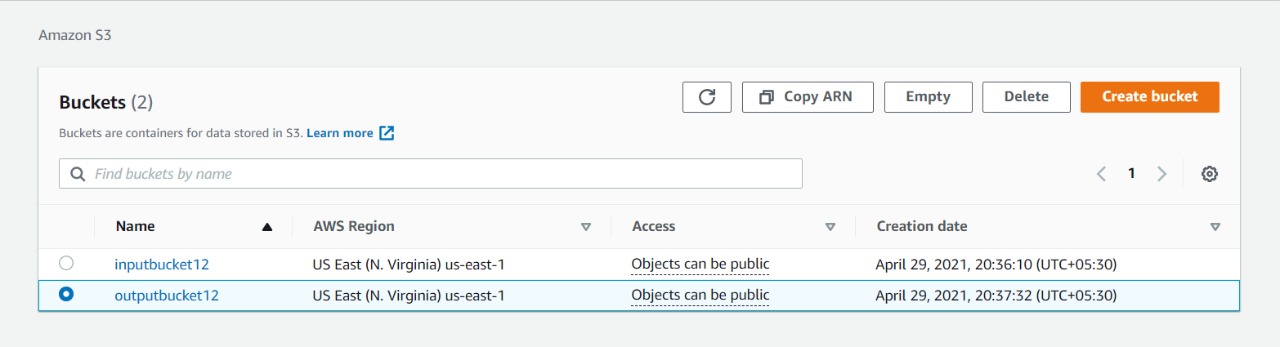 Amazon S3
Buckets (2)
Copy ARN
Empty
Delete
Create bucket
Buckets are containers for data stored in S3. Learn more
Find buckets by name
1
Name AWS Region Access Creation date
inputbucket12 US East (N. Virginia) us-east-1 Objects can be public April 29, 2021, 20:36:10 (UTC+05:30)
outputbucket12 US East (N. Virginia) us-east-1 Objects can be public April 29, 2021, 20:37:32 (UTC+05:30)